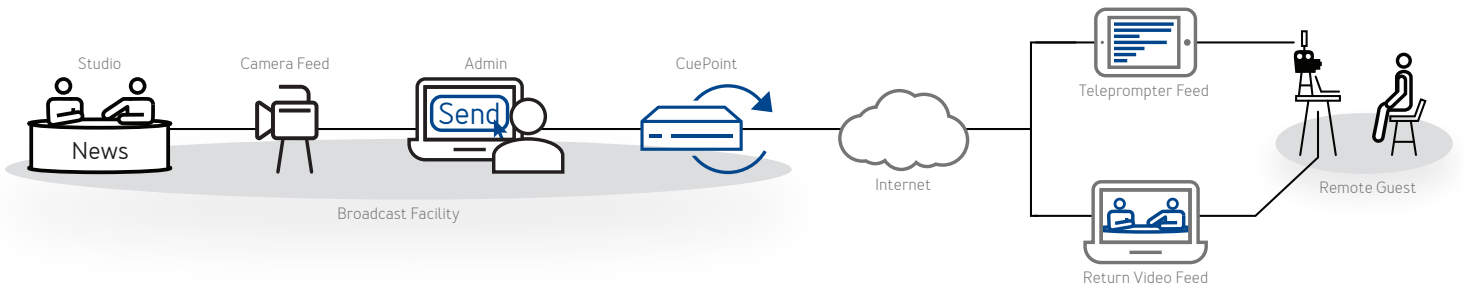 Studio
Camera Feed
Admin
CuePoint
News
Send
Broadcast Facility
Internet
Teleprompter Feed
Remote Guest
Return Video Feed